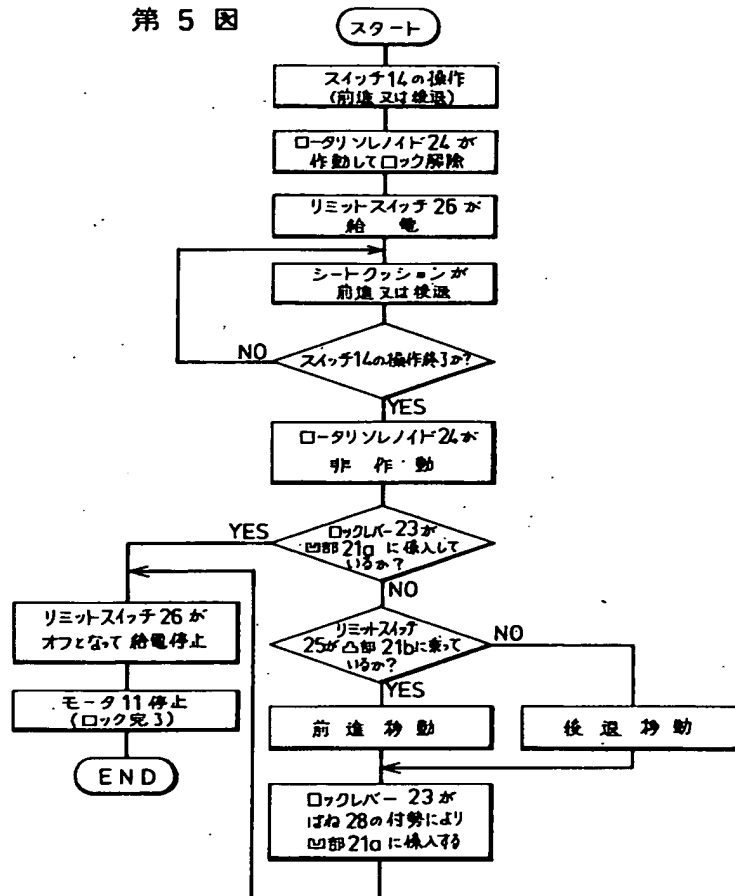 第 5 図
スタート
スイッチ14の操作
(前進又は後退)
ロータリソレノイド24が
作動してロック解除
リミットスイッチ26が
給電
シートクッションが
前進又は後退
スイッチ14の操作終了か?
NO
YES
ロータリソレノイド24が
非作動
ロックレバー23が
凹部21aに係入して
いるか?
YES
NO
リミットスイッチ26が
オフとなって給電停止
モータ11停止
(ロック完了)
END
リミットスイッチ
25が凸部21bに乗って
いるか?
NO
YES
前進移動
後退移動
ロックレバー23が
ばね28の付勢により
凹部21aに係入する